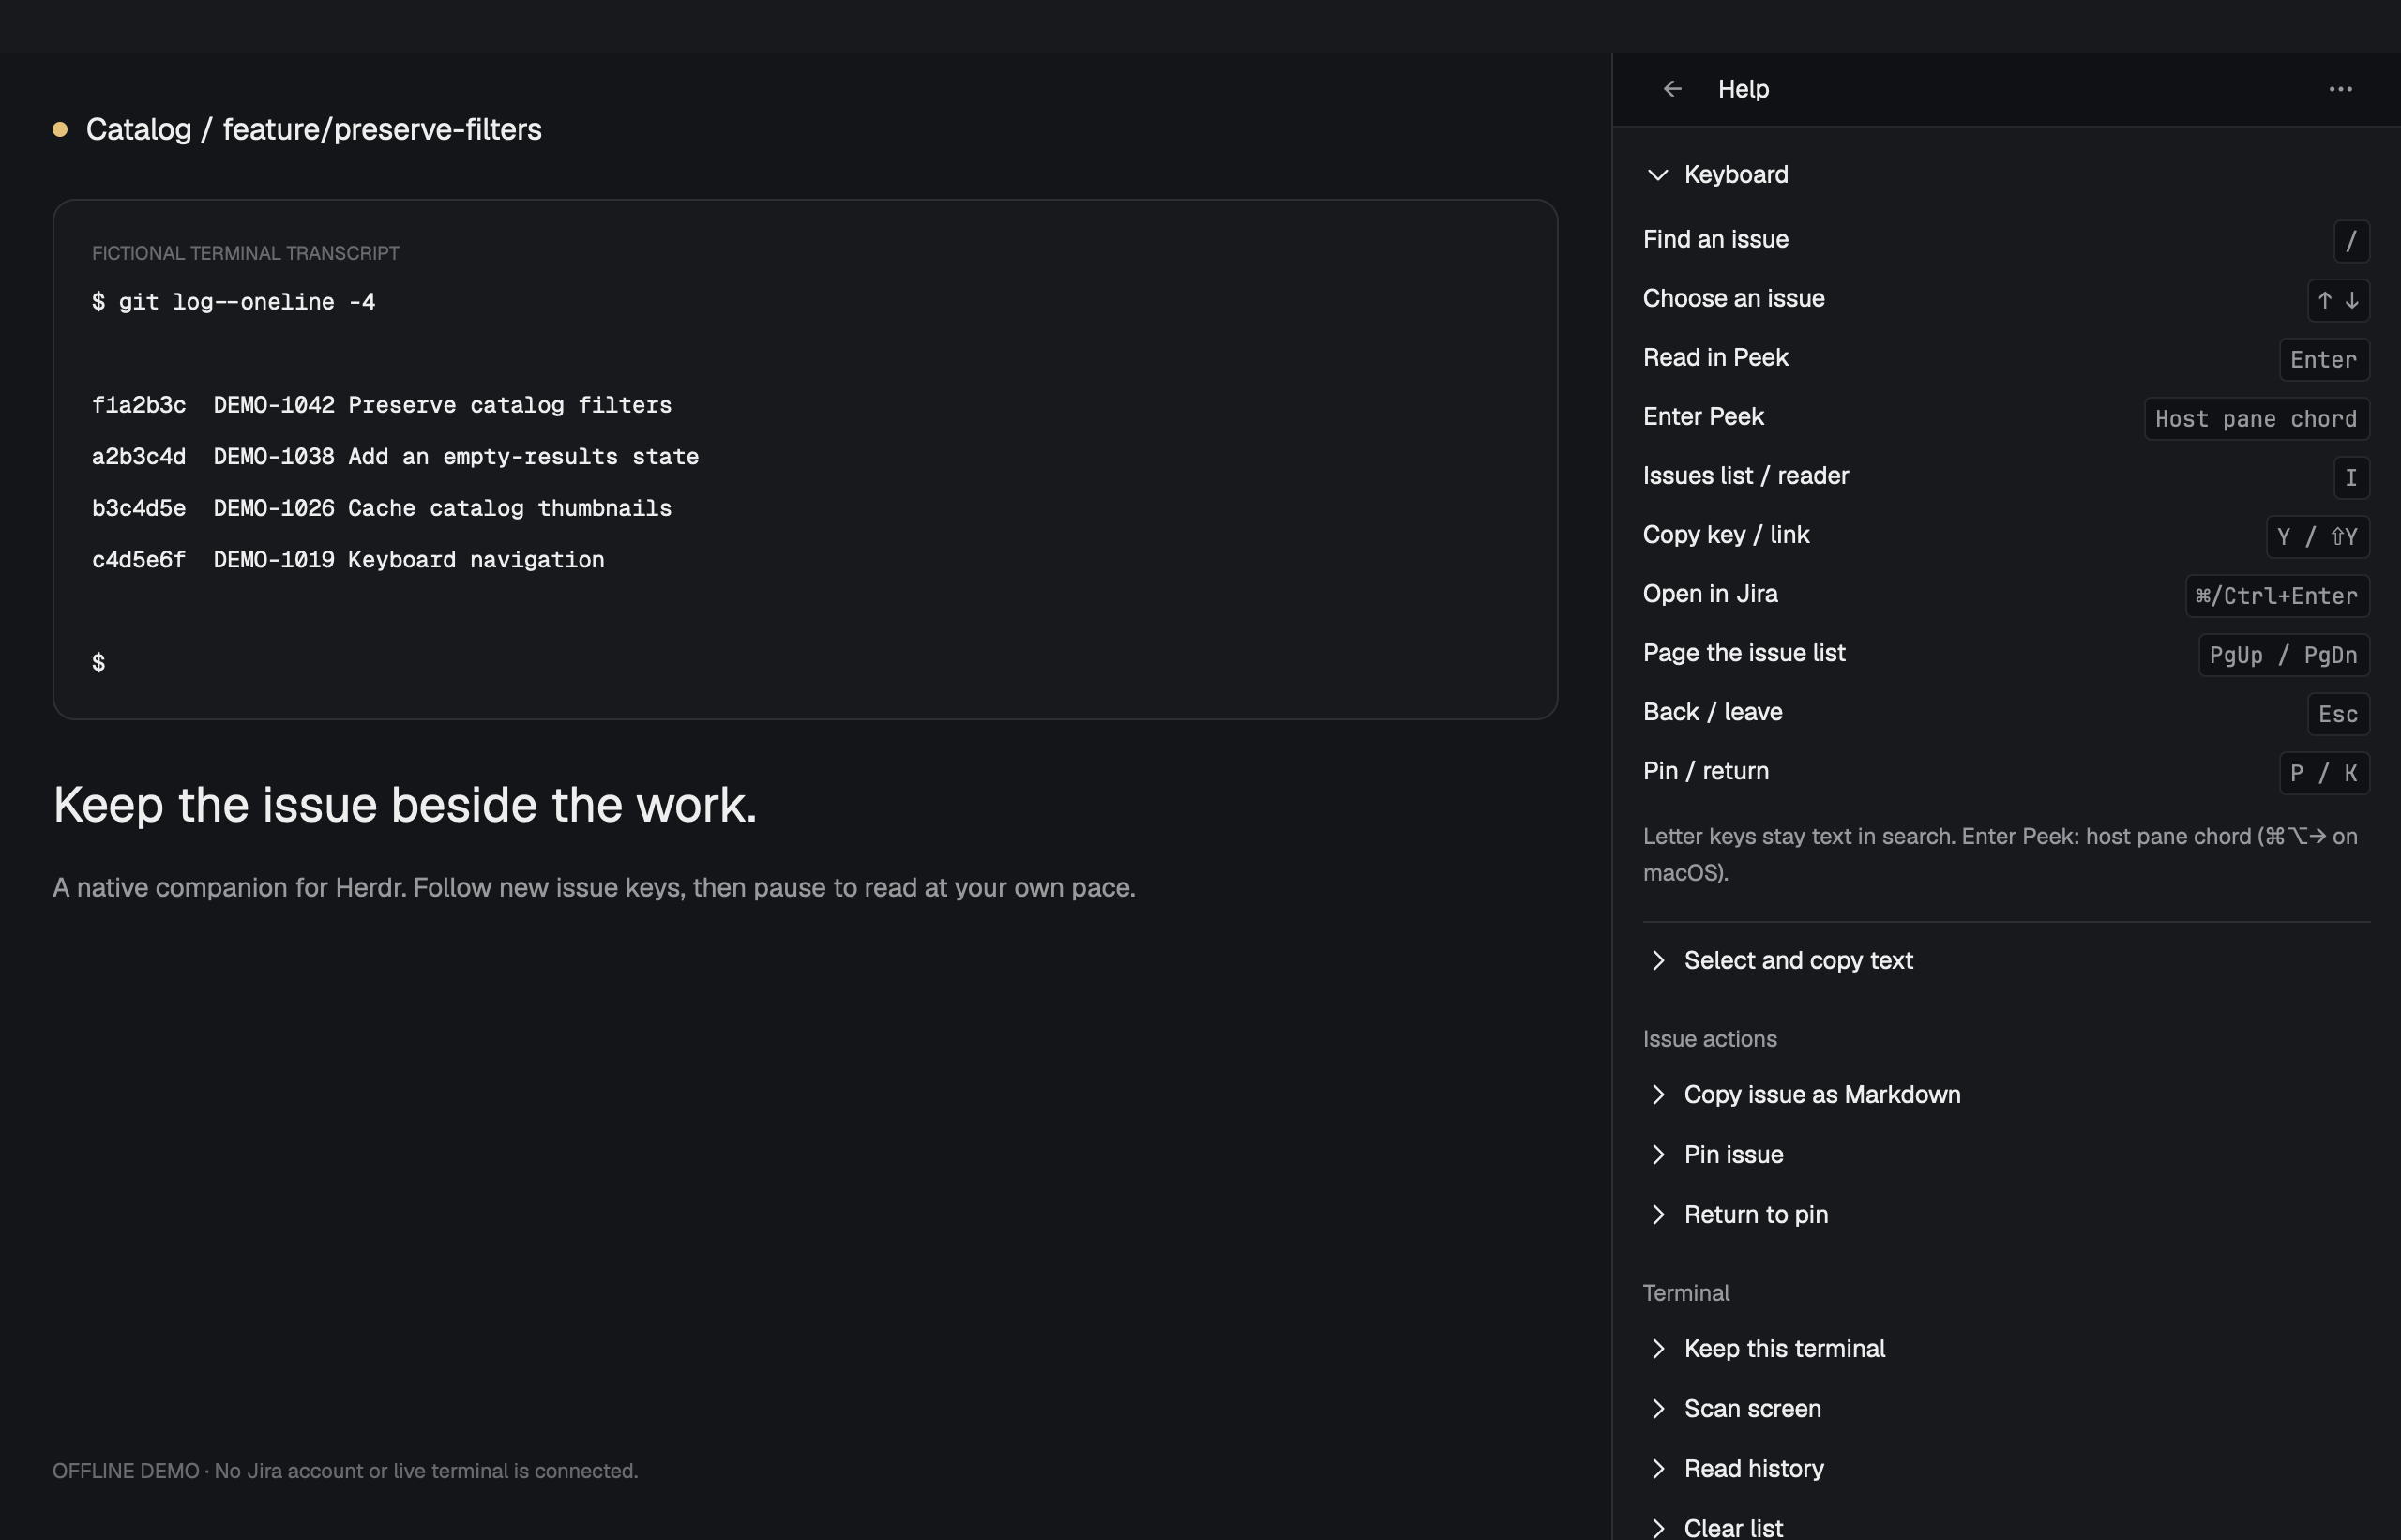 Catalog / feature/preserve-filters
FICTIONAL TERMINAL TRANSCRIPT
$ git log--oneline -4
f1a2b3c  DEMO-1042 Preserve catalog filters
a2b3c4d  DEMO-1038 Add an empty-results state
b3c4d5e  DEMO-1026 Cache catalog thumbnails
c4d5e6f  DEMO-1019 Keyboard navigation
$
Keep the issue beside the work.
A native companion for Herdr. Follow new issue keys, then pause to read at your own pace.
OFFLINE DEMO · No Jira account or live terminal is connected.
← Help ···
Keyboard
Find an issue /
Choose an issue ↑ ↓
Read in Peek Enter
Enter Peek Host pane chord
Issues list / reader I
Copy key / link Y / ⇧Y
Open in Jira ⌘/Ctrl+Enter
Page the issue list PgUp / PgDn
Back / leave Esc
Pin / return P / K
Letter keys stay text in search. Enter Peek: host pane chord (⌘⌥→ on
macOS).
Select and copy text
Issue actions
Copy issue as Markdown
Pin issue
Return to pin
Terminal
Keep this terminal
Scan screen
Read history
Clear list